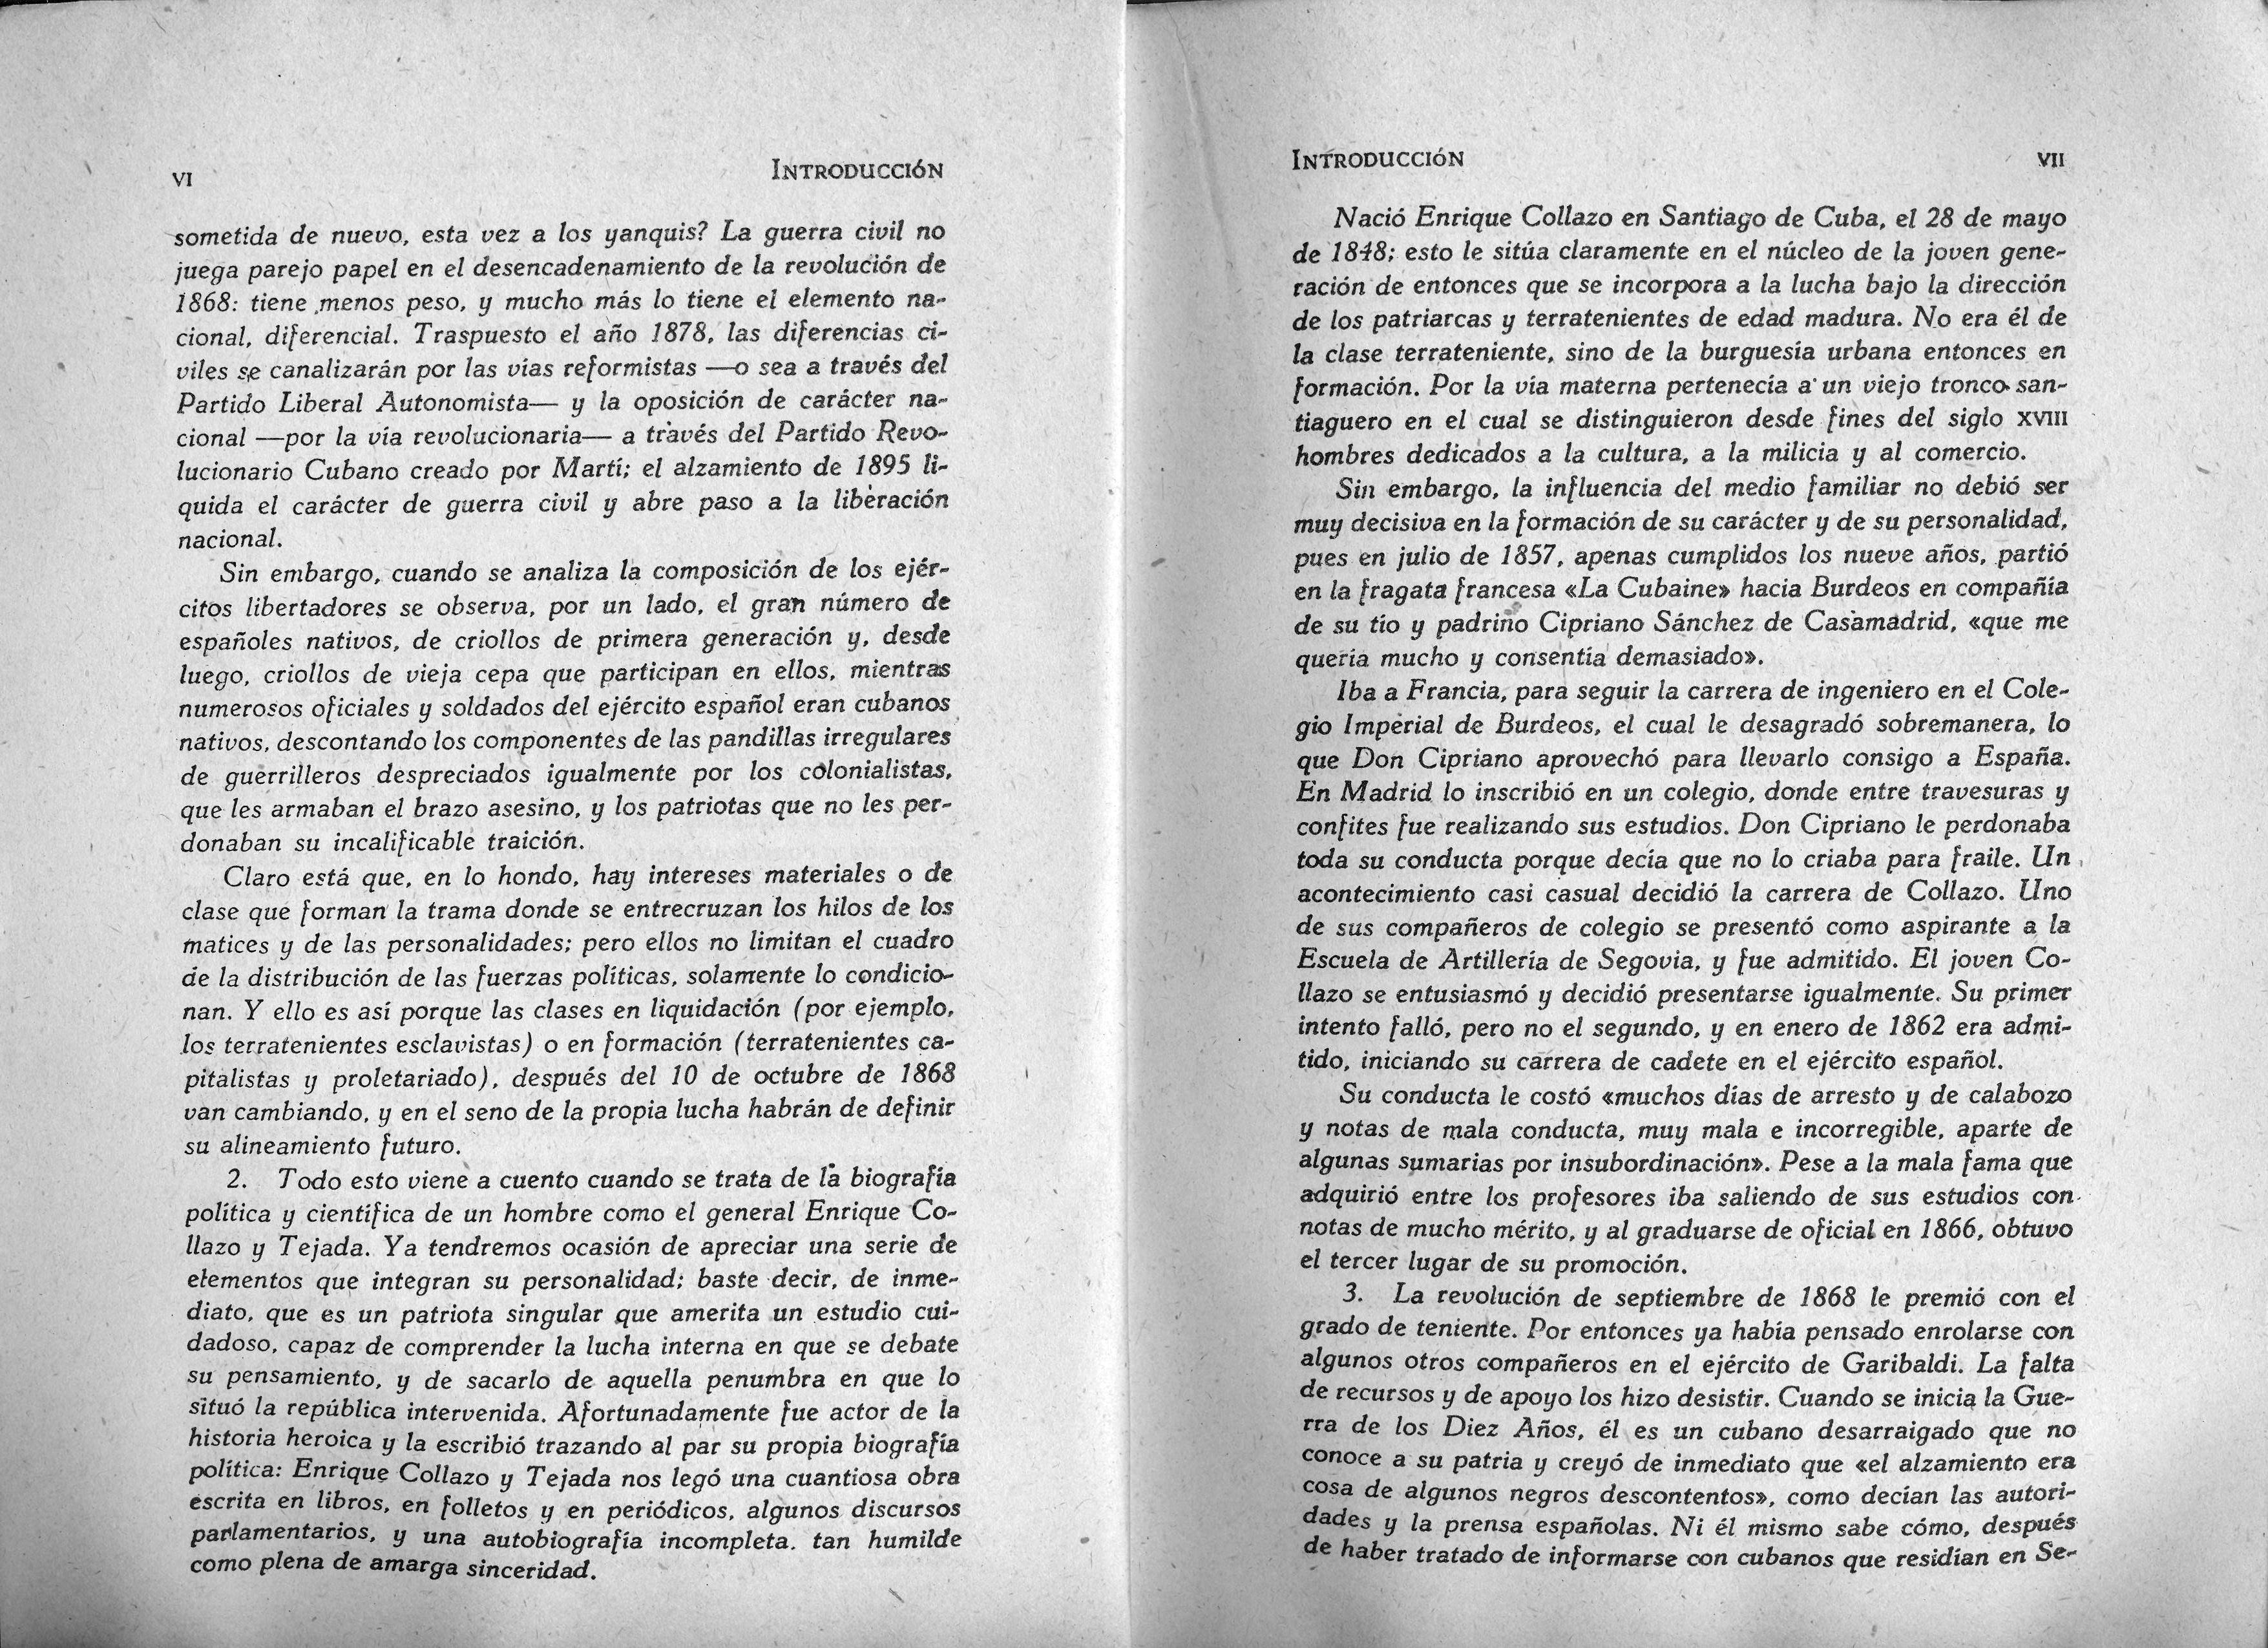 VI
INTRODUCCIÓN
sometida de nuevo, esta vez a los yanquis? La guerra civil no
juega parejo papel en el desencadenamiento de la revolución de
1868: tiene menos peso, y mucho más lo tiene el elemento na-
cional, diferencial. Traspuesto el año 1878, las diferencias ci-
viles se canalizarán por las vías reformistas —o sea a través del
Partido Liberal Autonomista— y la oposición de carácter na-
cional —por la vía revolucionaria— a través del Partido Revo-
lucionario Cubano creado por Martí; el alzamiento de 1895 li-
quida el carácter de guerra civil y abre paso a la liberación
nacional.
Sin embargo, cuando se analiza la composición de los ejér-
citos libertadores se observa, por un lado, el gran número de
españoles nativos, de criollos de primera generación y, desde
luego, criollos de vieja cepa que participan en ellos, mientras
numerosos oficiales y soldados del ejército español eran cubanos
nativos, descontando los componentes de las pandillas irregulares
de guerrilleros despreciados igualmente por los colonialistas,
que les armaban el brazo asesino, y los patriotas que no les per-
donaban su incalificable traición.
Claro está que, en lo hondo, hay intereses materiales o de
clase que forman la trama donde se entrecruzan los hilos de los
matices y de las personalidades; pero ellos no limitan el cuadro
de la distribución de las fuerzas políticas, solamente lo condicio-
nan. Y ello es así porque las clases en liquidación (por ejemplo,
los terratenientes esclavistas) o en formación (terratenientes ca-
pitalistas y proletariado), después del 10 de octubre de 1868
van cambiando, y en el seno de la propia lucha habrán de definir
su alineamiento futuro.
2. Todo esto viene a cuento cuando se trata de la biografía
política y científica de un hombre como el general Enrique Co-
llazo y Tejada. Ya tendremos ocasión de apreciar una serie de
elementos que integran su personalidad; baste decir, de inme-
diato, que es un patriota singular que amerita un estudio cui-
dadoso, capaz de comprender la lucha interna en que se debate
su pensamiento, y de sacarlo de aquella penumbra en que lo
situó la república intervenida. Afortunadamente fue actor de la
historia heroica y la escribió trazando al par su propia biografía
política: Enrique Collazo y Tejada nos legó una cuantiosa obra
escrita en libros, en folletos y en periódicos, algunos discursos
parlamentarios, y una autobiografía incompleta. tan humilde
como plena de amarga sinceridad.
INTRODUCCIÓN
VII
Nació Enrique Collazo en Santiago de Cuba, el 28 de mayo
de 1848; esto le sitúa claramente en el núcleo de la joven gene-
ración de entonces que se incorpora a la lucha bajo la dirección
de los patriarcas y terratenientes de edad madura. No era él de
la clase terrateniente, sino de la burguesía urbana entonces en
formación. Por la vía materna pertenecía a un viejo tronco san-
tiaguero en el cual se distinguieron desde fines del siglo XVIII
hombres dedicados a la cultura, a la milicia y al comercio.
Sin embargo, la influencia del medio familiar no debió ser
muy decisiva en la formación de su carácter y de su personalidad,
pues en julio de 1857, apenas cumplidos los nueve años, partió
en la fragata francesa «La Cubaine» hacia Burdeos en compañía
de su tío y padrino Cipriano Sánchez de Casamadrid, «que me
quería mucho y consentía demasiado».
Iba a Francia, para seguir la carrera de ingeniero en el Cole-
gio Imperial de Burdeos, el cual le desagradó sobremanera, lo
que Don Cipriano aprovechó para llevarlo consigo a España.
En Madrid lo inscribió en un colegio, donde entre travesuras y
confites fue realizando sus estudios. Don Cipriano le perdonaba
toda su conducta porque decía que no lo criaba para fraile. Un
acontecimiento casi casual decidió la carrera de Collazo. Uno
de sus compañeros de colegio se presentó como aspirante a la
Escuela de Artillería de Segovia, y fue admitido. El joven Co-
llazo se entusiasmó y decidió presentarse igualmente. Su primer
intento falló, pero no el segundo, y en enero de 1862 era admi-
tido, iniciando su carrera de cadete en el ejército español.
Su conducta le costó «muchos días de arresto y de calabozo
y notas de mala conducta, muy mala e incorregible, aparte de
algunas sumarias por insubordinación». Pese a la mala fama que
adquirió entre los profesores iba saliendo de sus estudios con
notas de mucho mérito, y al graduarse de oficial en 1866, obtuvo
el tercer lugar de su promoción.
3. La revolución de septiembre de 1868 le premió con el
grado de teniente. Por entonces ya había pensado enrolarse con
algunos otros compañeros en el ejército de Garibaldi. La falta
de recursos y de apoyo los hizo desistir. Cuando se inicia la Gue-
rra de los Diez Años, él es un cubano desarraigado que no
conoce a su patria y creyó de inmediato que «el alzamiento era
cosa de algunos negros descontentos», como decían las autori-
dades y la prensa españolas. Ni él mismo sabe cómo, después
de haber tratado de informarse con cubanos que residían en Se-